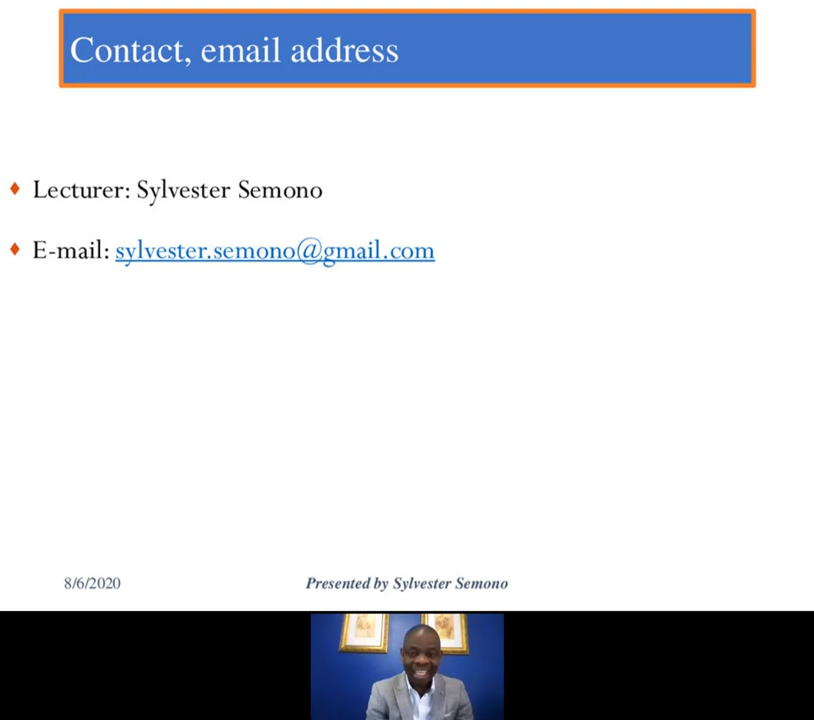 Contact, email address
Lecturer: Sylvester Semono
E-mail: sylvester.semono@gmail.com
8/6/2020
Presented by Sylvester Semono